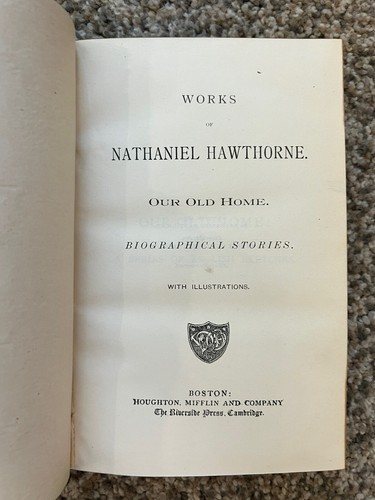 WORKS
OF
NATHANIEL HAWTHORNE.
OUR OLD HOME.
BIOGRAPHICAL STORIES.
WITH ILLUSTRATIONS.
BOSTON:
HOUGHTON, MIFFLIN AND COMPANY
The Riverside Press, Cambridge.